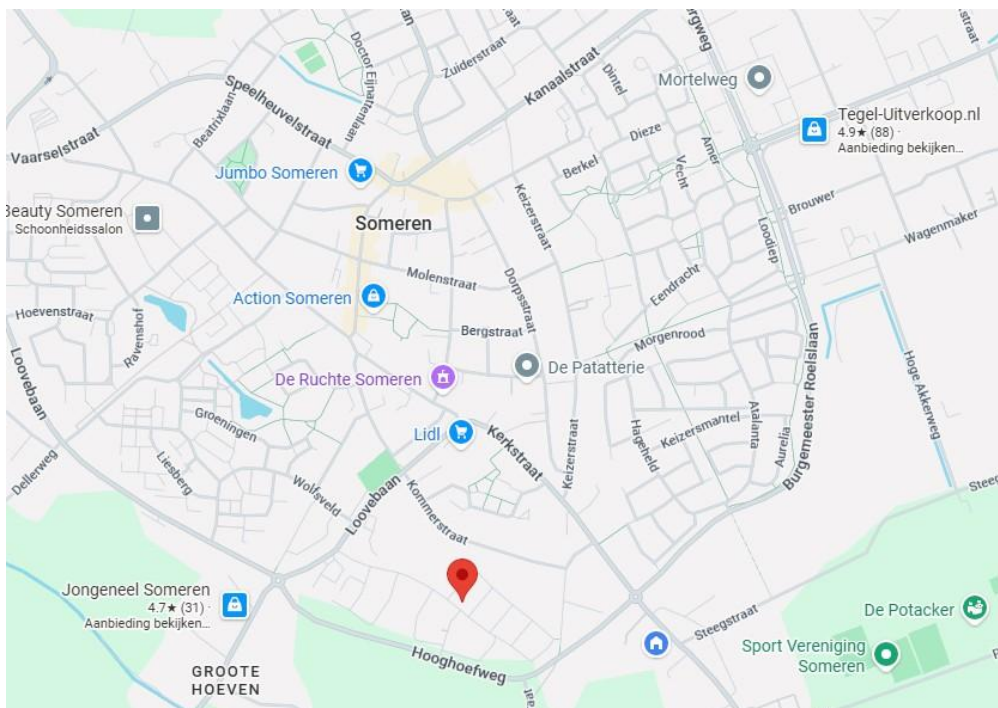 Zuiderstraat
Doctor Eijnattenlaan
Beatrixlaan
Speelheuvelstraat
Kanaalstraat
Dintel
Mortelweg
Tegel-Uitverkoop.nl
4.9★ (88) ·
Aanbieding bekijken...
Vaarselstraat
Jumbo Someren
Dieze
Berkel
Vecht
Amer
Beauty Someren
Schoonheidssalon
Someren
Keizerstraat
Brouwer
Loodiep
Wagenmaker
Molenstraat
Dorpsstraat
Eendracht
Action Someren
Hoevenstraat
Ravenshof
Bergstraat
Morgenrood
Loovebaan
De Patatterie
De Ruchte Someren
Burgemeester Roelslaan
Hoge Akkerweg
Groeningen
Lidl
Kerkstraat
Keizerstraat
Hageheld
Keizersmantel
Atalanta
Aurelia
Dellerweg
Liesberg
Wolfsveld
Loovebaan
Kommerstraat
Jongeneel Someren
4.7★ (31) ·
Aanbieding bekijken...
Steegstraat
De Potacker
Sport Vereniging
Someren
Hooghoefweg
GROOTE
HOEVEN